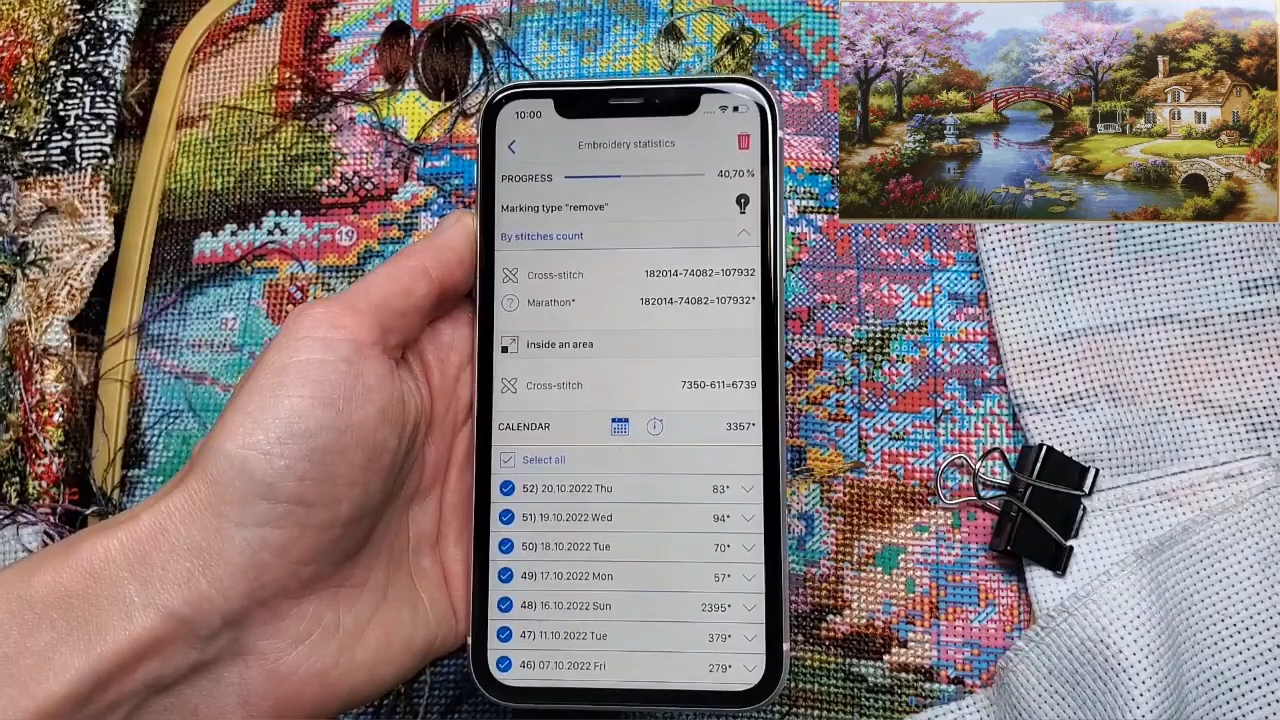 10:00
Embroidery statistics
PROGRESS 40,70 %
Marking type "remove"
By stitches count
Cross-stitch 182014-74082=107932
? Marathon* 182014-74082=107932*
Inside an area
Cross-stitch 7350-611=6739
CALENDAR 3357*
Select all
52) 20.10.2022 Thu 83*
51) 19.10.2022 Wed 94*
50) 18.10.2022 Tue 70*
49) 17.10.2022 Mon 57*
48) 16.10.2022 Sun 2395*
47) 11.10.2022 Tue 379*
46) 07.10.2022 Fri 279*
19
92